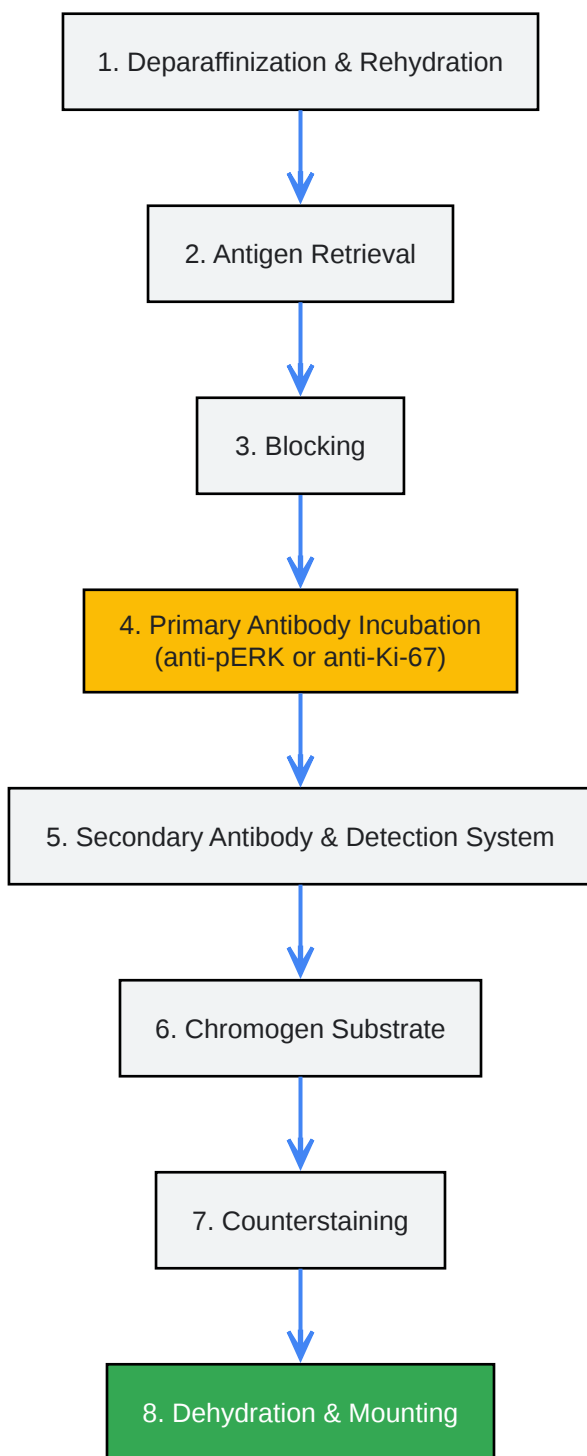 1. Deparaffinization & Rehydration
2. Antigen Retrieval
3. Blocking
4. Primary Antibody Incubation
(anti-pERK or anti-Ki-67)
5. Secondary Antibody & Detection System
6. Chromogen Substrate
7. Counterstaining
8. Dehydration & Mounting